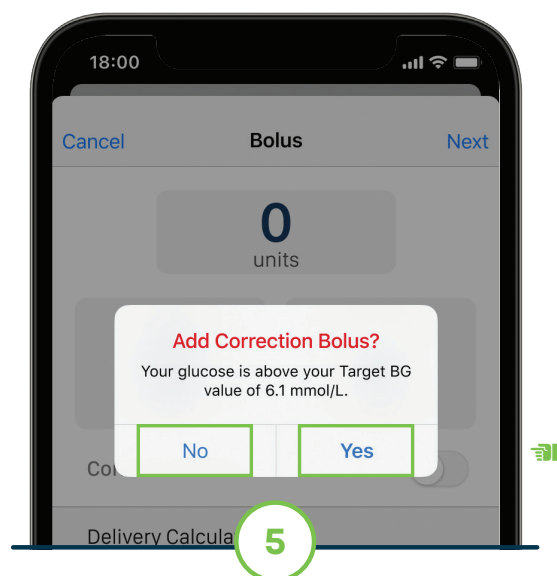 18:00
Cancel Bolus Next
0
units
Add Correction Bolus?
Your glucose is above your Target BG
value of 6.1 mmol/L.
No Yes
Delivery
5